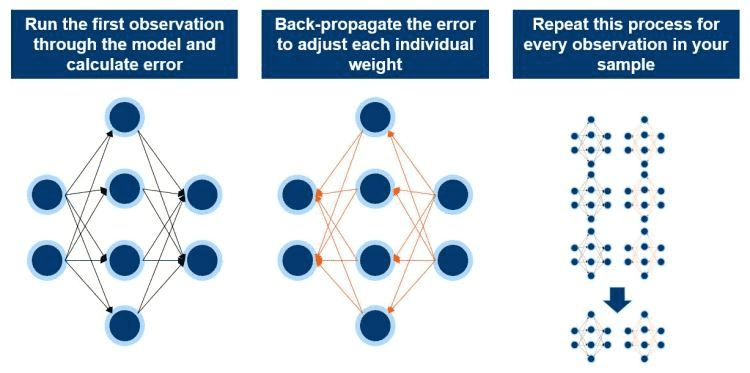 Run the first observation
through the model and
calculate error
Back-propagate the error
to adjust each individual
weight
Repeat this process for
every observation in your
sample